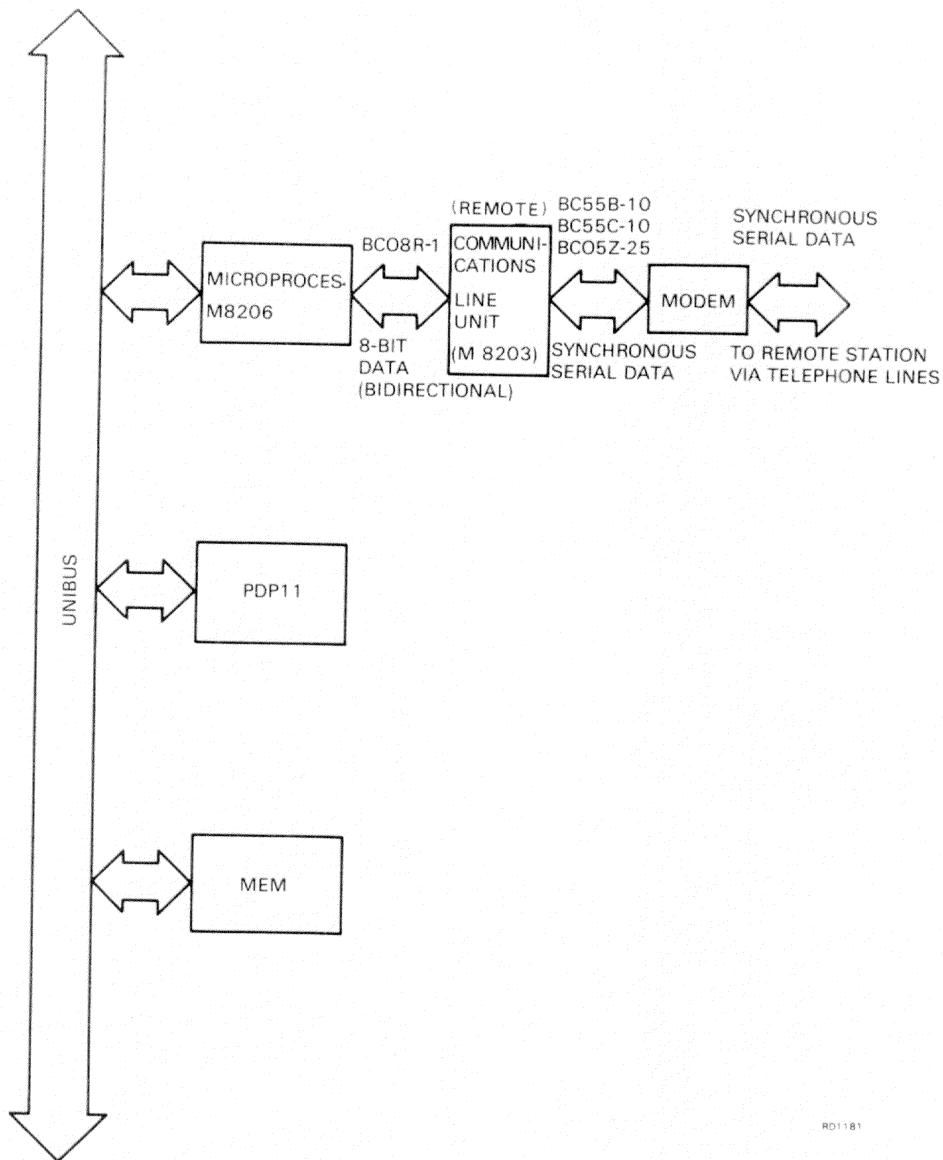 UNIBUS
MICROPROCES-
M8206
BC08R-1
8-BIT
DATA
(BIDIRECTIONAL)
(REMOTE)
COMMUNI-
CATIONS
LINE
UNIT
(M 8203)
BC55B-10
BC55C-10
BC05Z-25
SYNCHRONOUS
SERIAL DATA
MODEM
SYNCHRONOUS
SERIAL DATA
TO REMOTE STATION
VIA TELEPHONE LINES
PDP11
MEM
RD1181